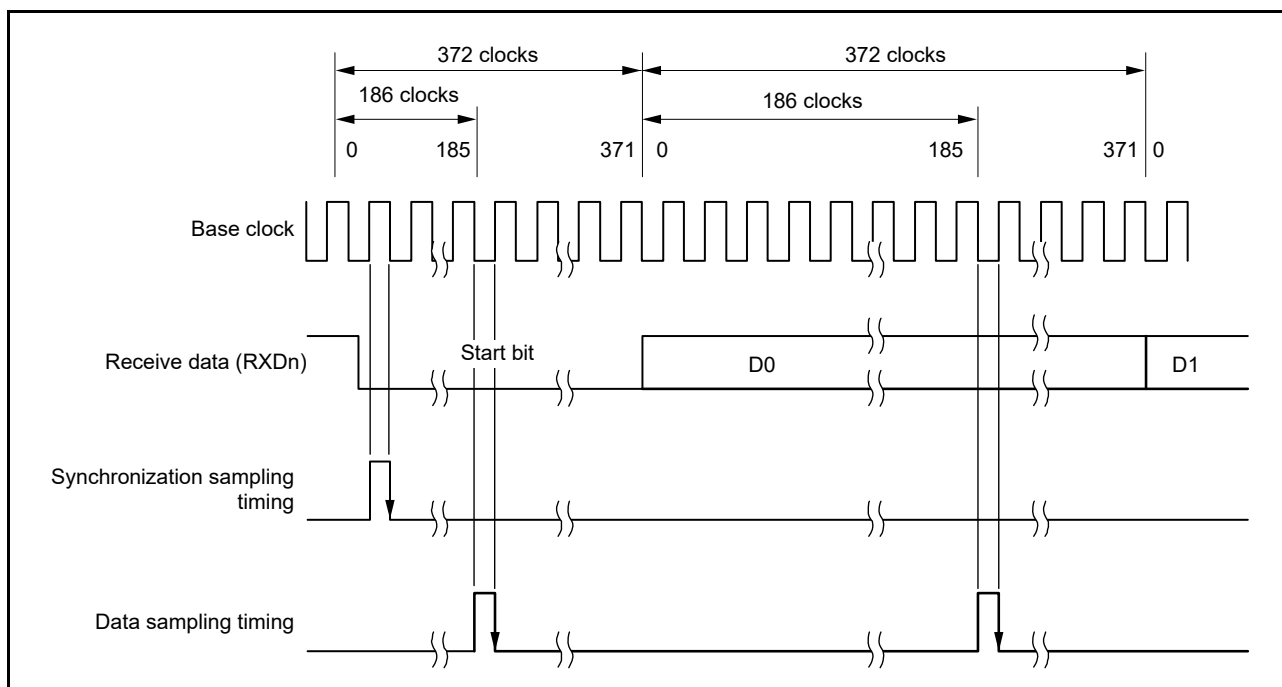 372 clocks 372 clocks
186 clocks 186 clocks
0 185 371 0 185 371 0
Base clock
Receive data (RXDn) Start bit D0 D1
Synchronization sampling
timing
Data sampling timing